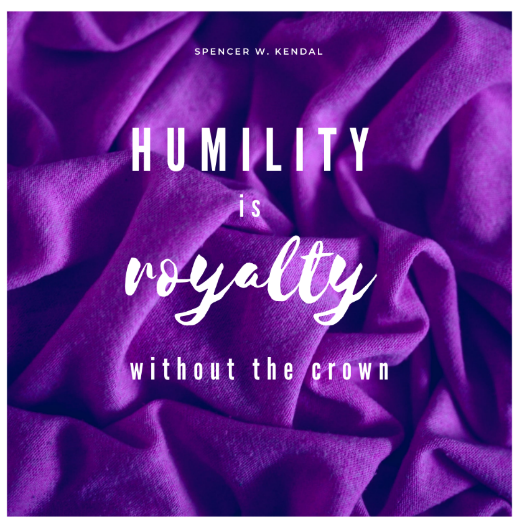 SPENCER W. KENDAL
HUMILITY
is
royalty
without the crown